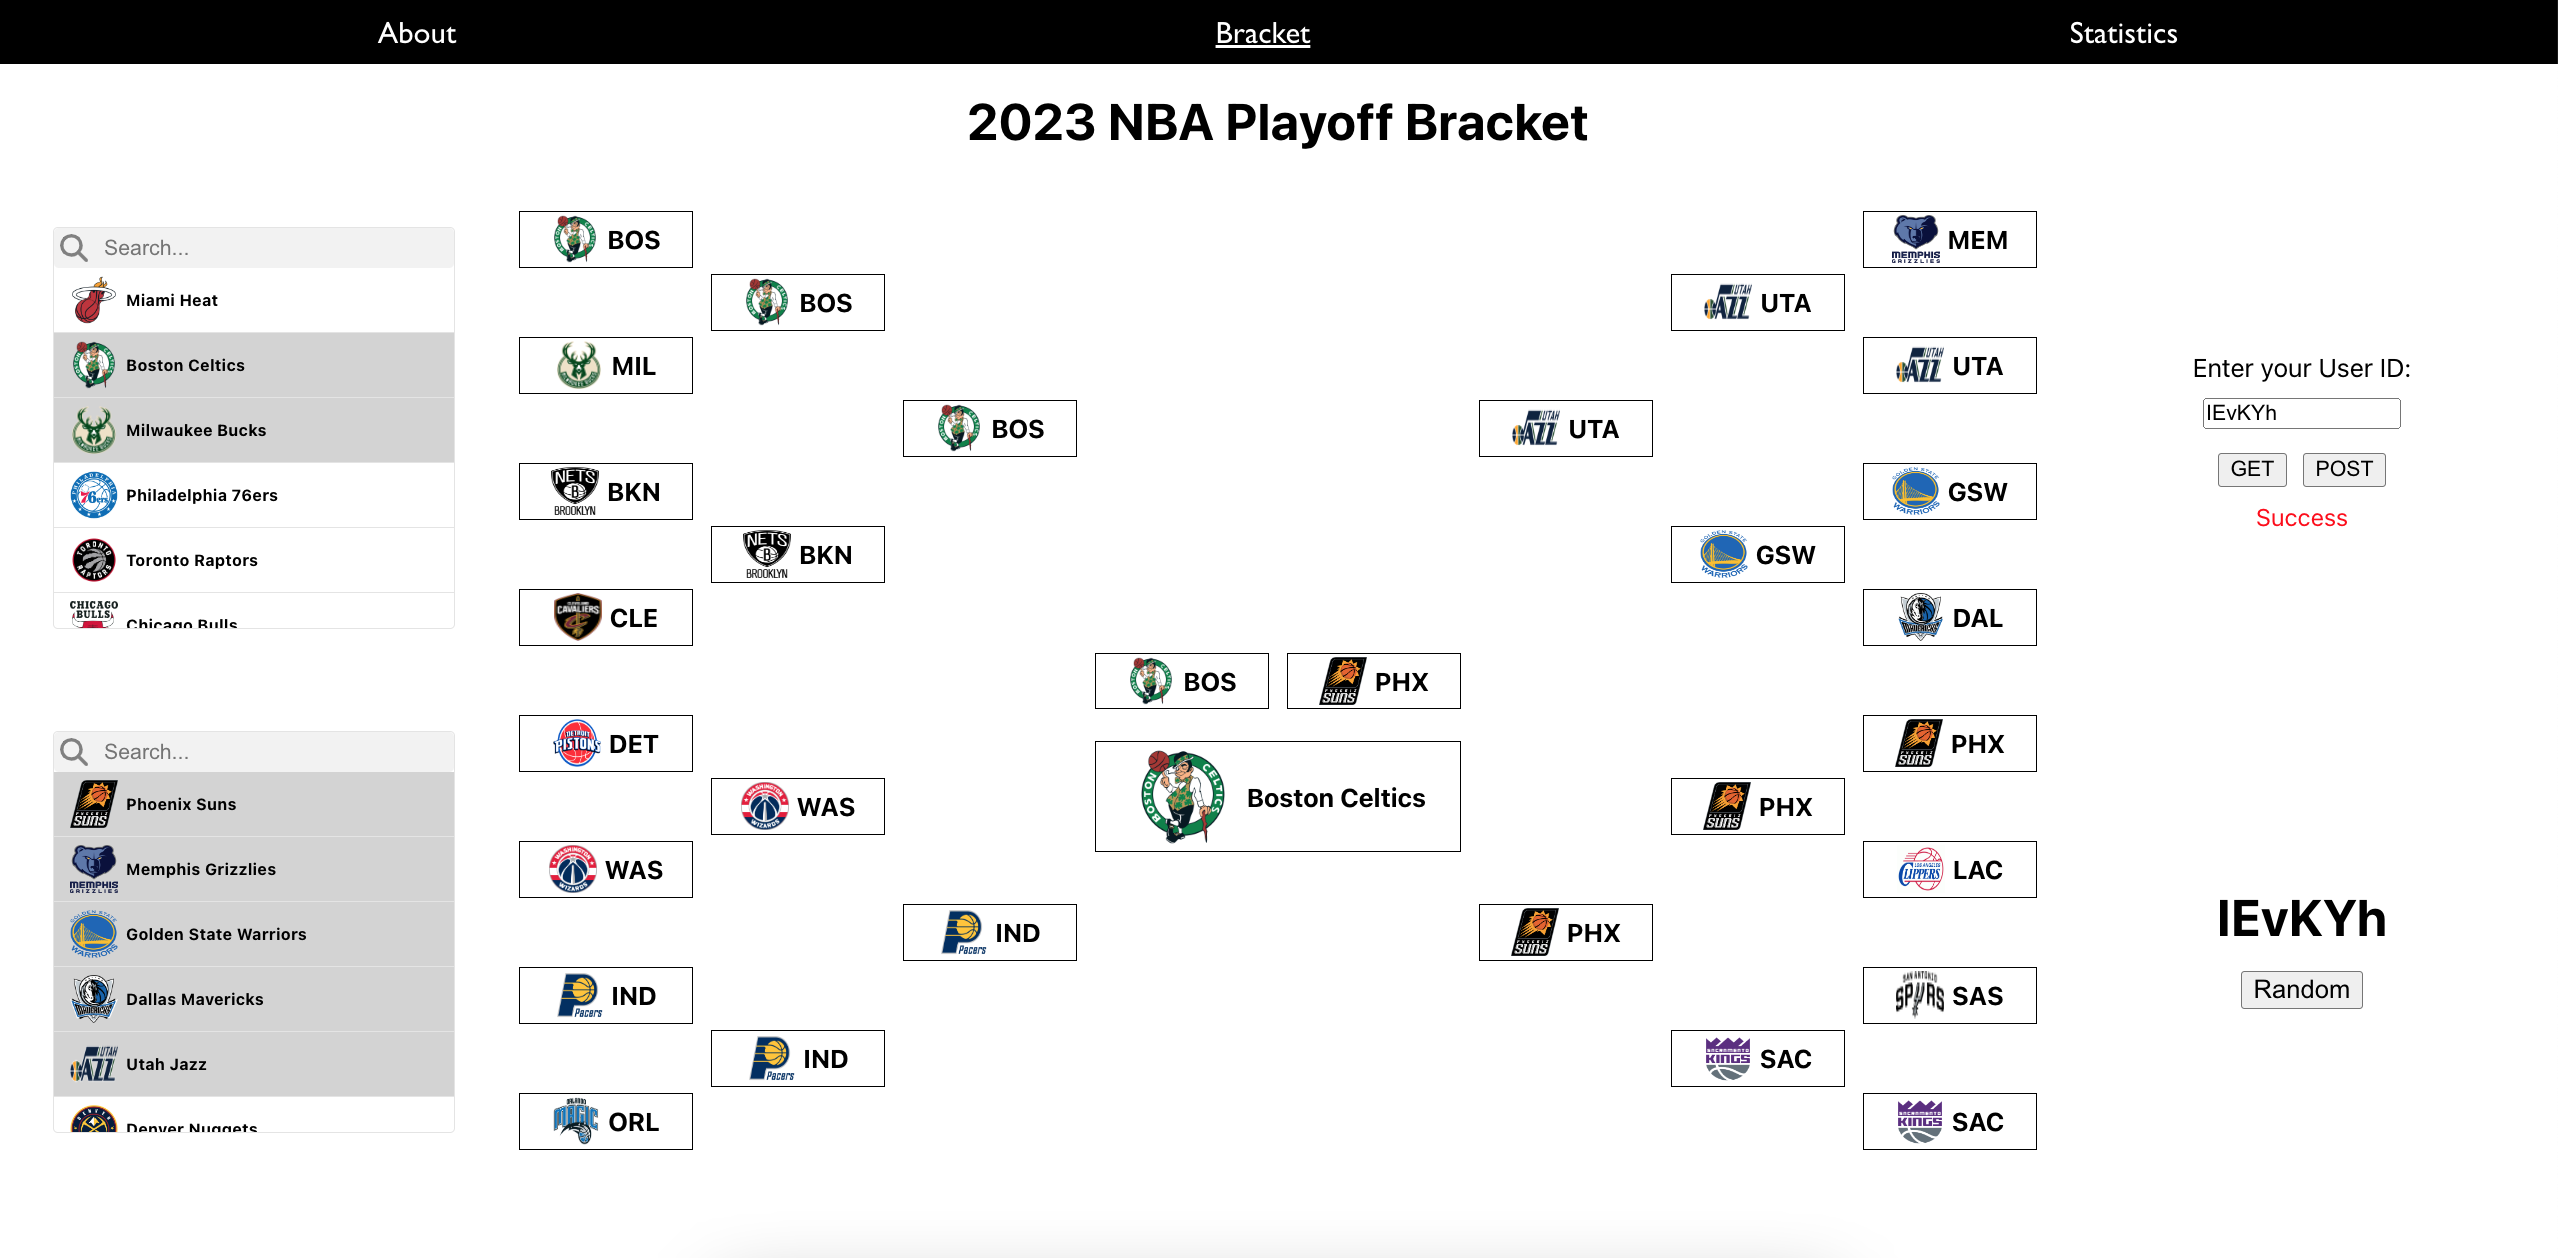 About
Bracket
Statistics
2023 NBA Playoff Bracket
Search...
Miami Heat
Boston Celtics
Milwaukee Bucks
Philadelphia 76ers
Toronto Raptors
Chicago Bulls
Search...
Phoenix Suns
Memphis Grizzlies
Golden State Warriors
Dallas Mavericks
Utah Jazz
Denver Nuggets
BOS
MIL
BKN
CLE
DET
WAS
IND
ORL
BOS
BKN
WAS
IND
BOS
IND
BOS
PHX
Boston Celtics
UTA
PHX
UTA
GSW
PHX
SAC
MEM
UTA
GSW
DAL
PHX
LAC
SAS
SAC
Enter your User ID:
IEvKYh
GET
POST
Success
IEvKYh
Random